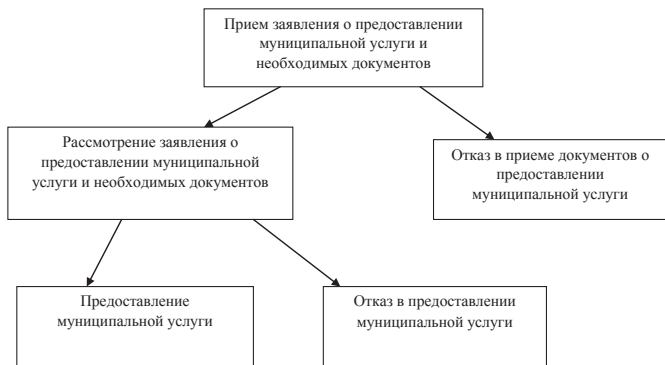 Прием заявления о предоставлении
муниципальной услуги и
необходимых документов
Рассмотрение заявления о
предоставлении муниципальной
услуги и необходимых документов
Отказ в приеме документов о
предоставлении
муниципальной услуги
Предоставление
муниципальной услуги
Отказ в предоставлении
муниципальной услуги